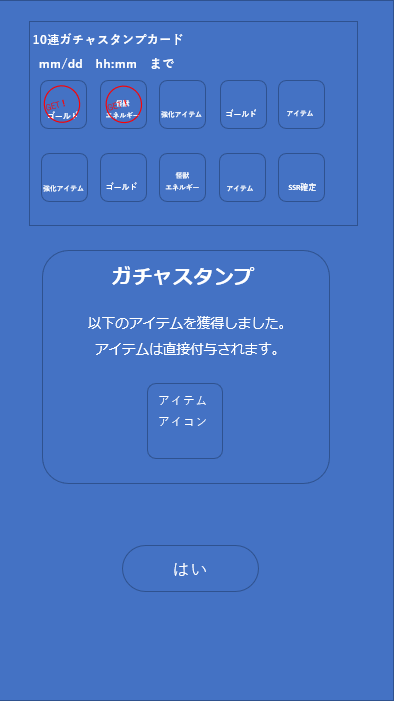 10連ガチャスタンプカード
mm/dd hh:mm まで
GET！
ゴールド
怪獣
エネルギー
強化アイテム
ゴールド
アイテム
強化アイテム
ゴールド
怪獣
エネルギー
アイテム
SSR確定
ガチャスタンプ
以下のアイテムを獲得しました。
アイテムは直接付与されます。
アイテム
アイコン
はい